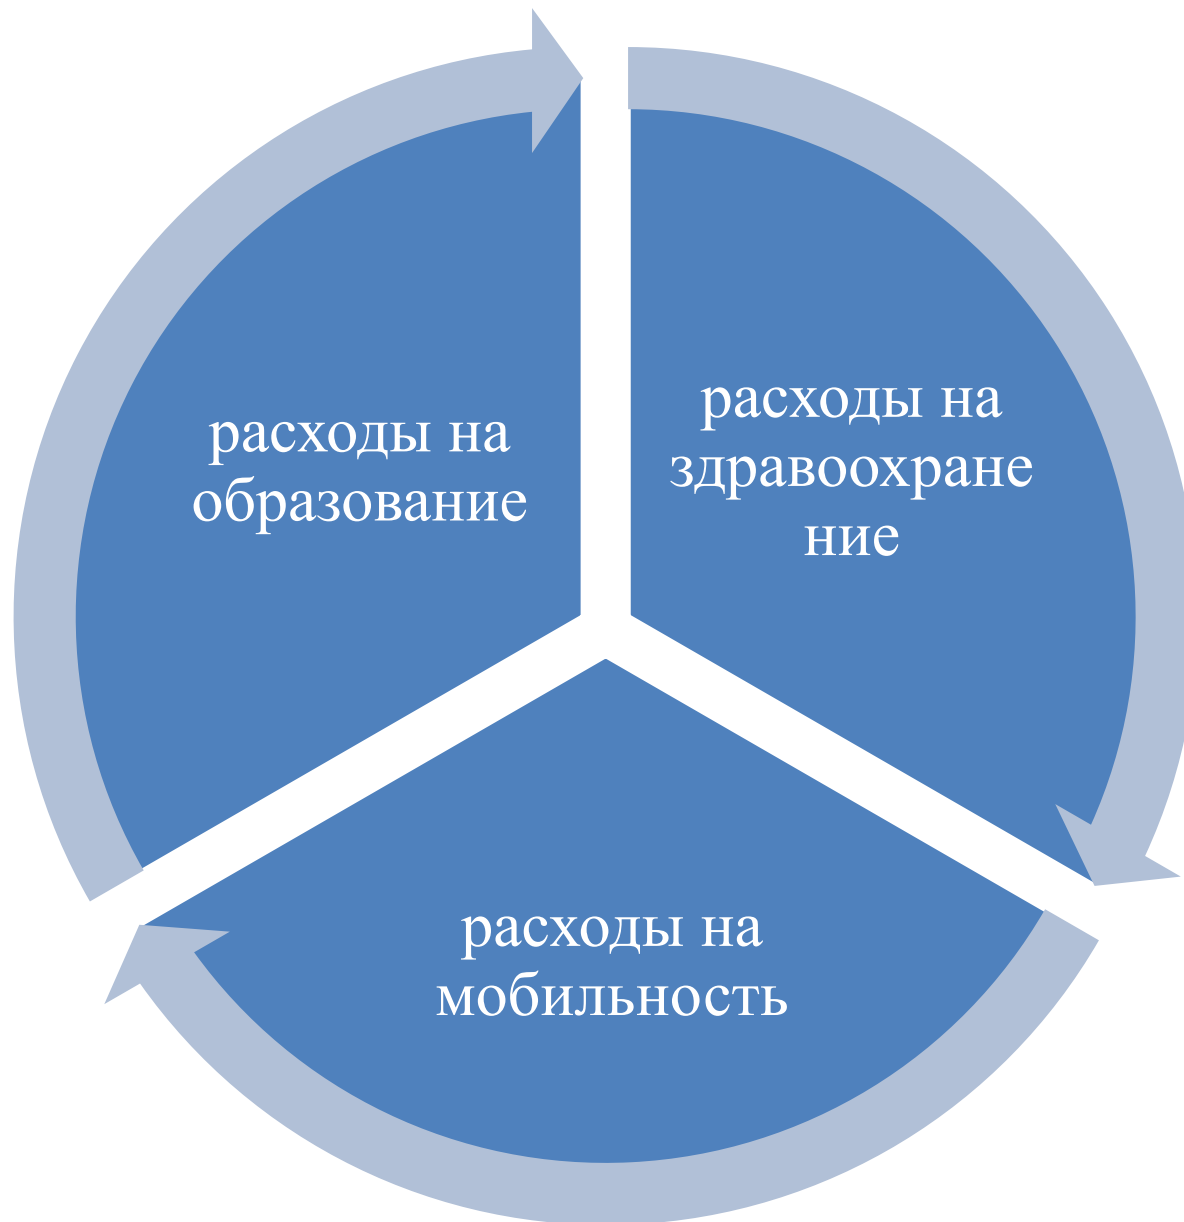 расходы на
образование
расходы на
здравоохране
ние
расходы на
мобильность